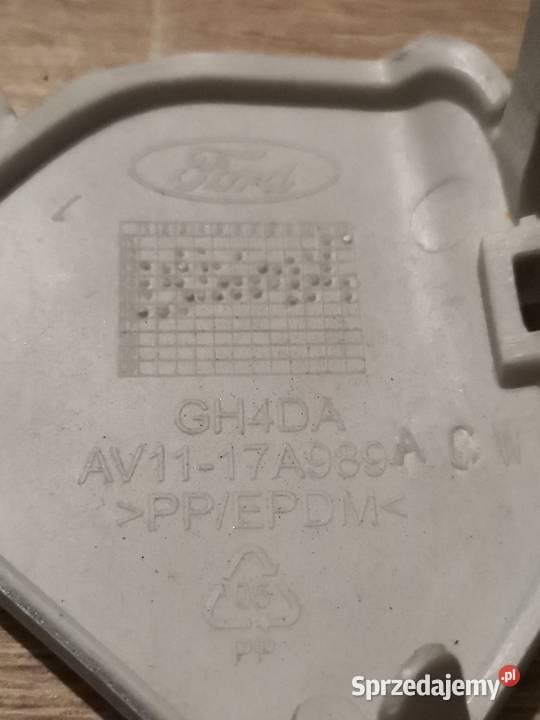 Ford
GH4DA
AV11-17A989 A C W
>PP/EPDM<
05
PP
Sprzedajemy.pl